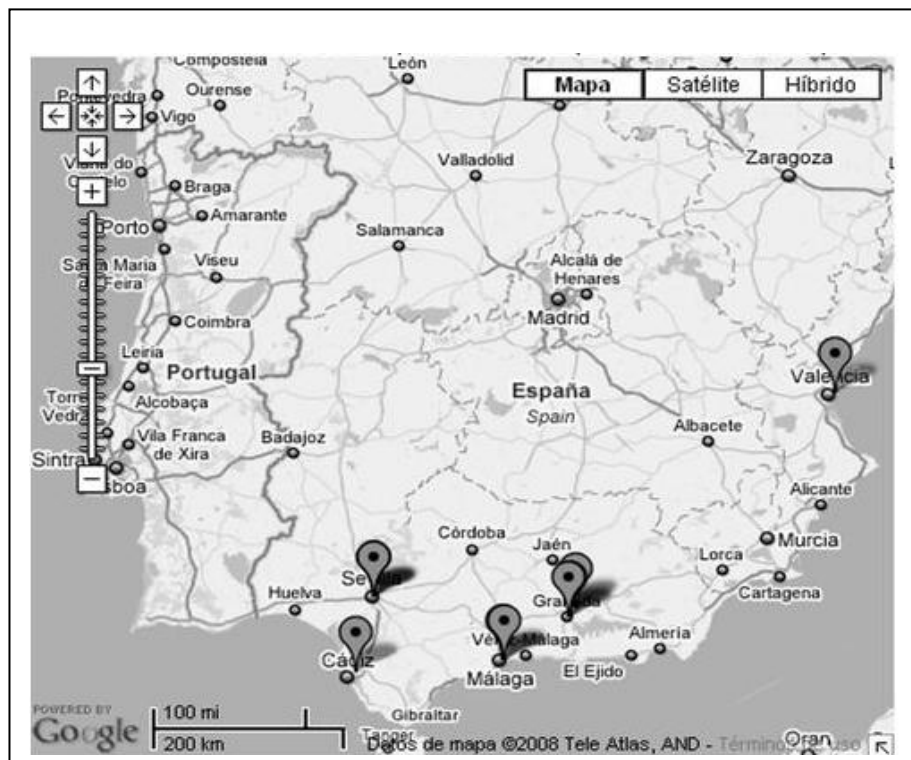 Compostela
León
Ourense
Mapa
Satélite
Híbrido
Pontevedra
Vigo
Valladolid
Zaragoza
Braga
Amarante
Porto
Salamanca
Viseu
Alcalá de
Henares
Madrid
Coimbra
Leiria
Portugal
España
Spain
Valencia
Alcobaça
Vila Franca
de Xira
Badajoz
Albacete
Sintra
Alicante
Córdoba
Jaén
Murcia
Lorca
Cartagena
Sevilla
Huelva
Granada
Almería
El Ejido
Cádiz
Málaga
Gibraltar
POWERED BY
Google
100 mi
200 km
Datos de mapa ©2008 Tele Atlas, AND - Términos de uso
Oran